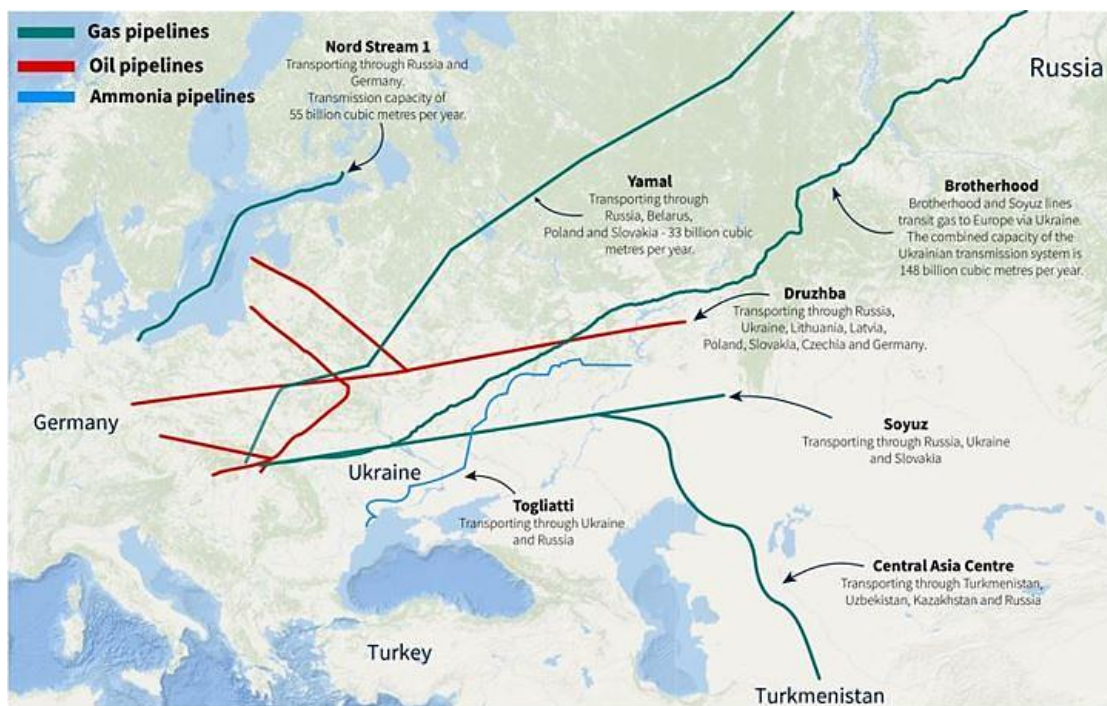 Gas pipelines
Oil pipelines
Ammonia pipelines
Nord Stream 1
Transporting through Russia and
Germany.
Transmission capacity of
55 billion cubic metres per year.
Russia
Yamal
Transporting through
Russia, Belarus,
Poland and Slovakia - 33 billion cubic
metres per year.
Brotherhood
Brotherhood and Soyuz lines
transit gas to Europe via Ukraine.
The combined capacity of the
Ukrainian transmission system is
148 billion cubic metres per year.
Druzhba
Transporting through Russia,
Ukraine, Lithuania, Latvia,
Poland, Slovakia, Czechia and Germany.
Germany
Soyuz
Transporting through Russia, Ukraine
and Slovakia
Ukraine
Togliatti
Transporting through Ukraine
and Russia
Central Asia Centre
Transporting through Turkmenistan,
Uzbekistan, Kazakhstan and Russia
Turkey
Turkmenistan